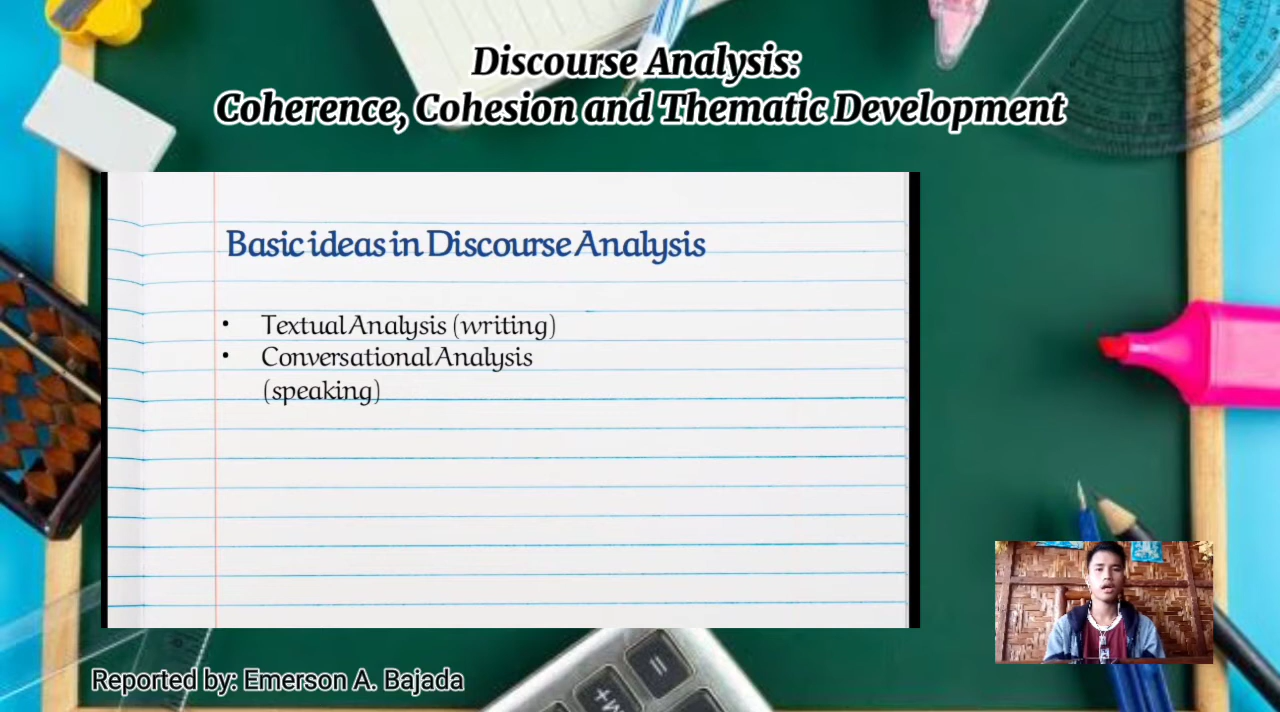 Discourse Analysis:
Coherence, Cohesion and Thematic Development
Basic ideas in Discourse Analysis
• Textual Analysis (writing)
• Conversational Analysis
(speaking)
Reported by: Emerson A. Bajada